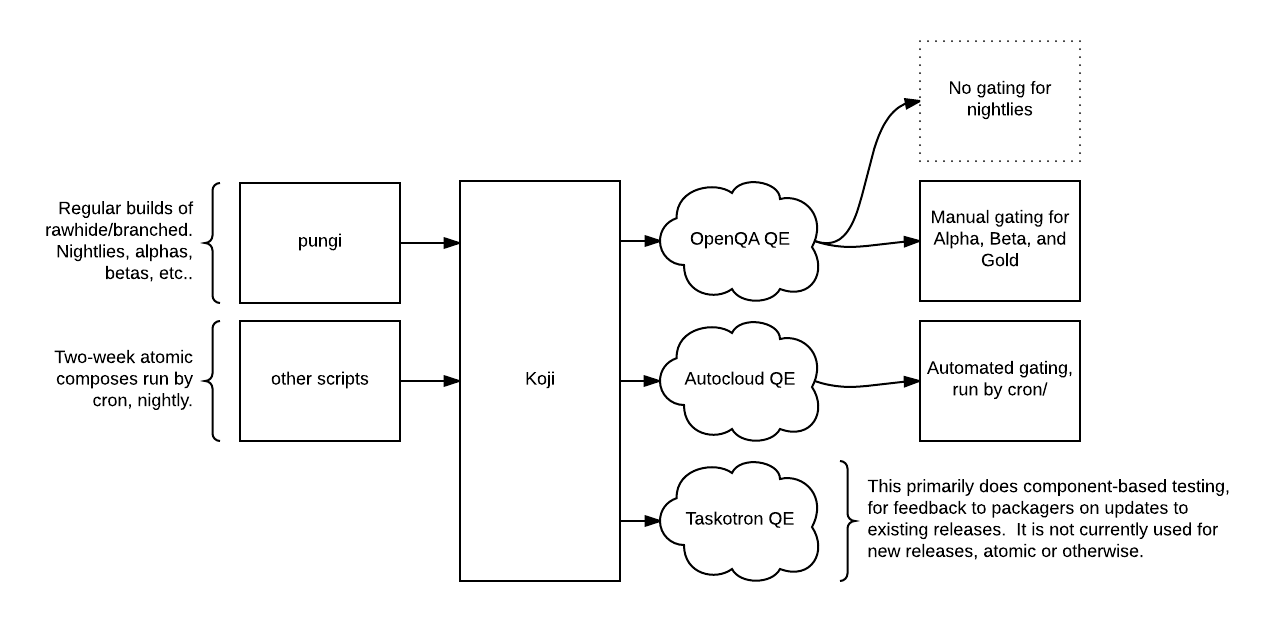 No gating for
nightlies
Regular builds of
rawhide/branched.
Nightlies, alphas,
betas, etc..
pungi
OpenQA QE
Manual gating for
Alpha, Beta, and
Gold
Two-week atomic
composes run by
cron, nightly.
other scripts
Koji
Autocloud QE
Automated gating,
run by cron/
Taskotron QE
This primarily does component-based testing,
for feedback to packagers on updates to
existing releases.  It is not currently used for
new releases, atomic or otherwise.